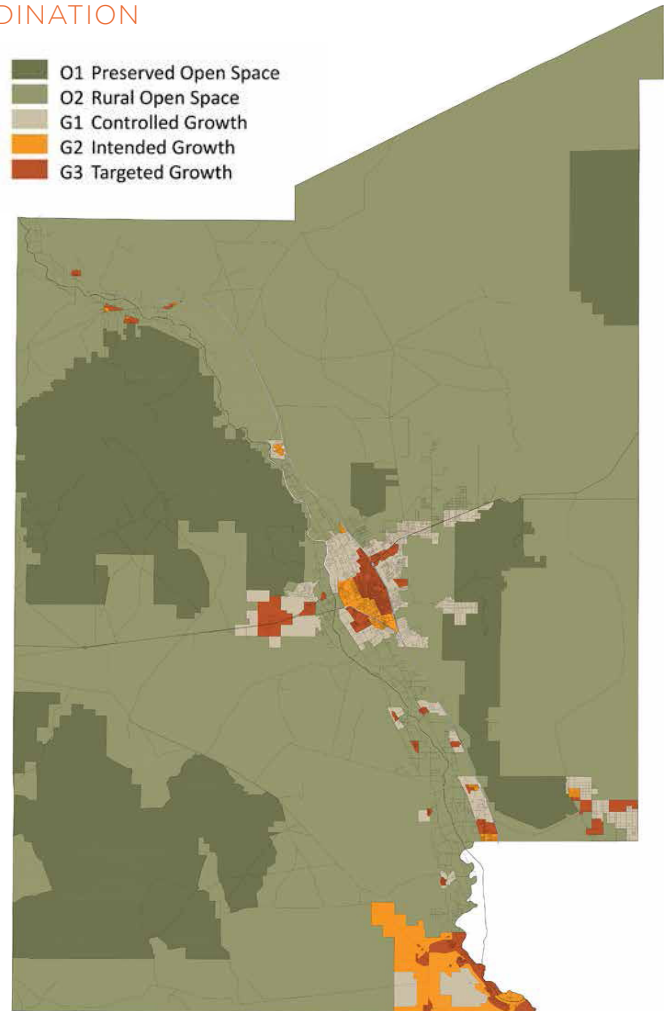 DINATION
O1 Preserved Open Space
O2 Rural Open Space
G1 Controlled Growth
G2 Intended Growth
G3 Targeted Growth